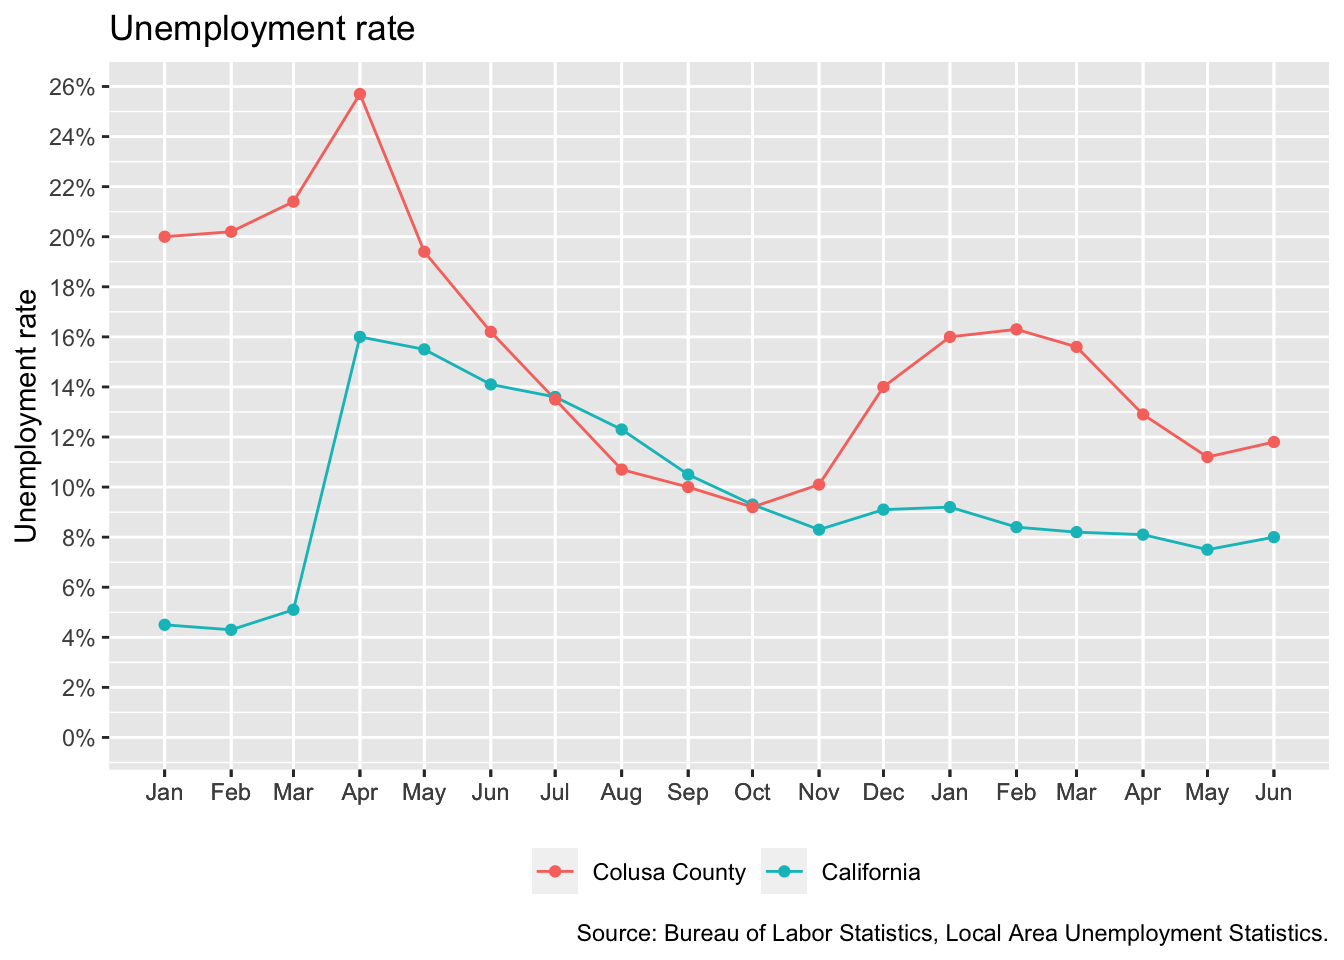 Unemployment rate
Unemployment rate
26%
24%
22%
20%
18%
16%
14%
12%
10%
8%
6%
4%
2%
0%
Jan Feb Mar Apr May Jun Jul Aug Sep Oct Nov Dec Jan Feb Mar Apr May Jun
Colusa County California
Source: Bureau of Labor Statistics, Local Area Unemployment Statistics.